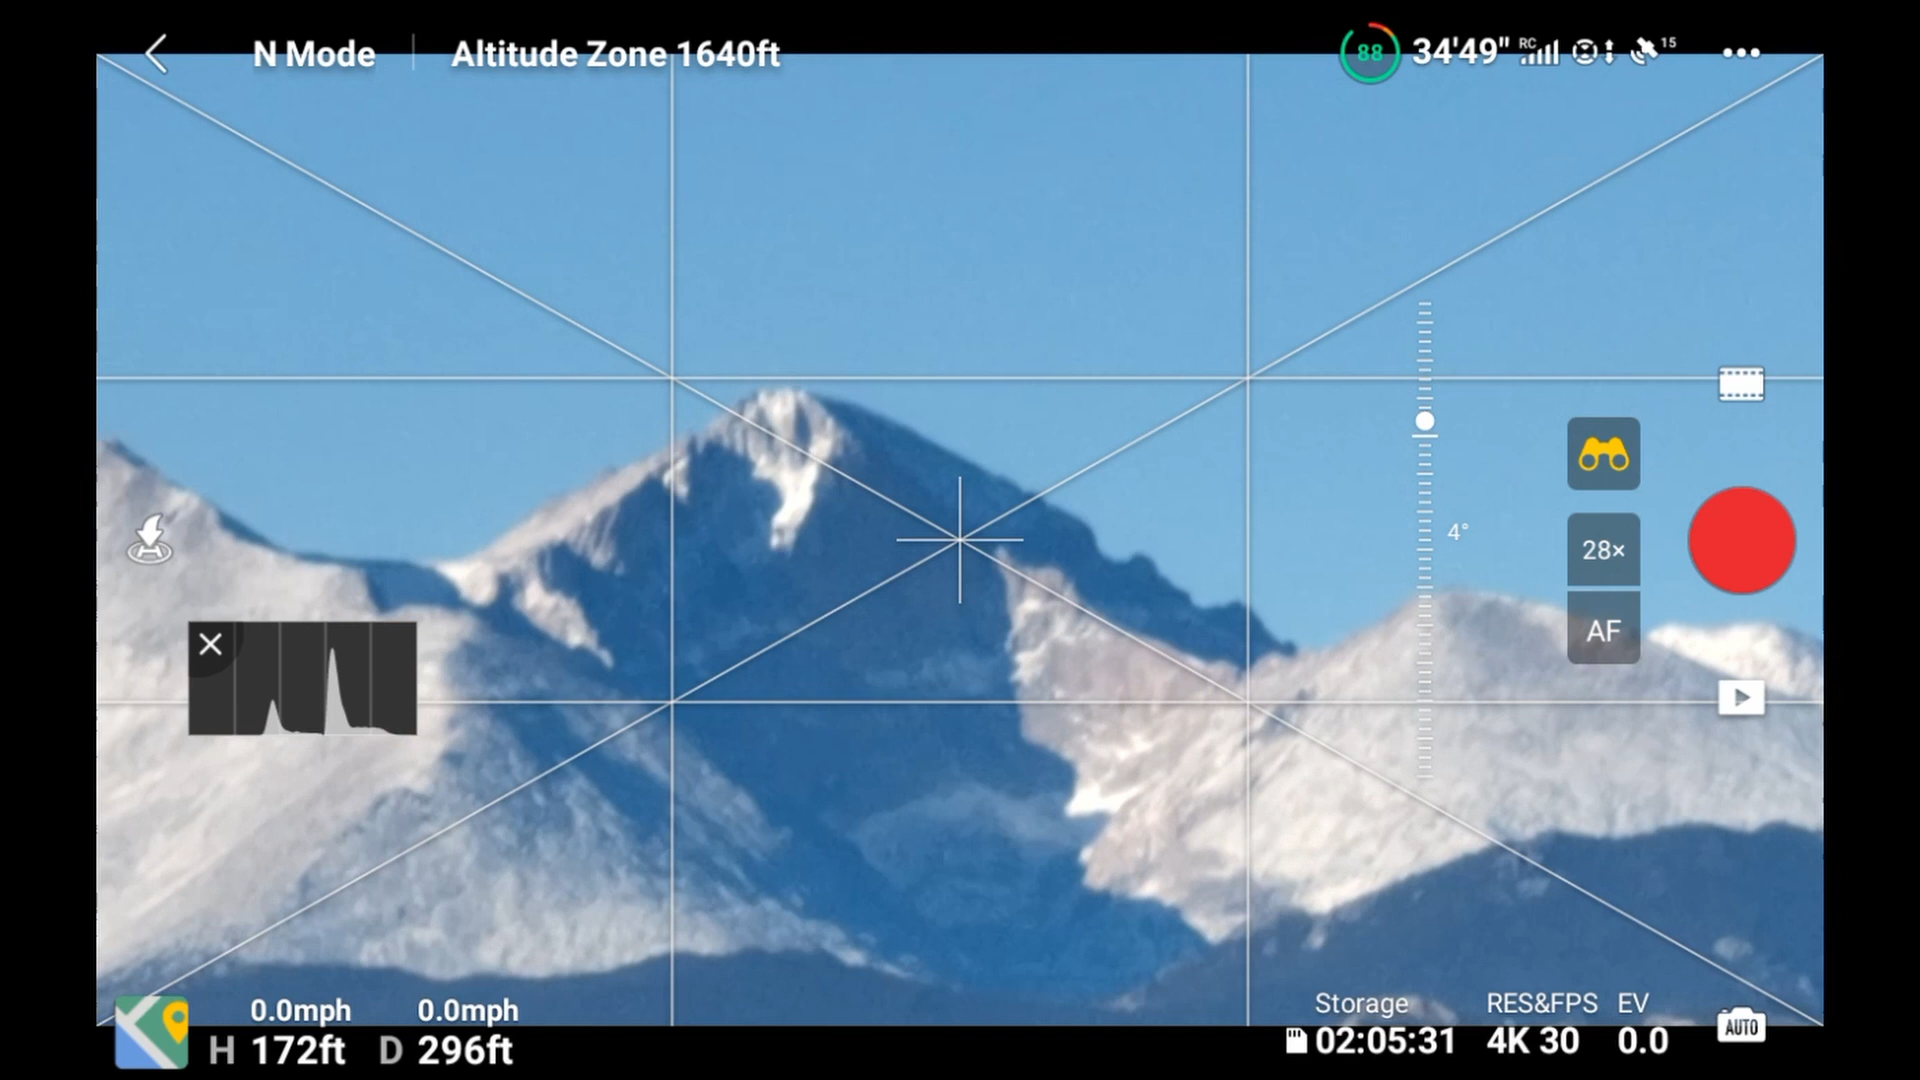 N Mode
Altitude Zone 1640ft
88
34'49"
RC
15
4°
28×
AF
0.0mph
0.0mph
H 172ft
D 296ft
Storage
02:05:31
RES&FPS
4K 30
EV
0.0
AUTO